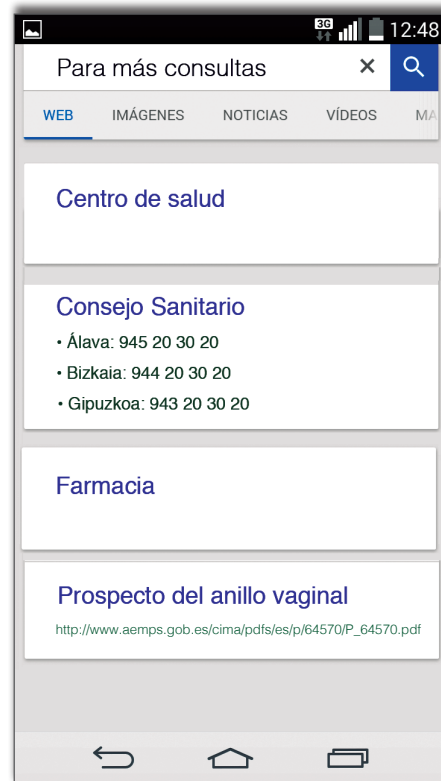 3G
12:48
Para más consultas
WEB IMÁGENES NOTICIAS VÍDEOS MA
Centro de salud
Consejo Sanitario
• Álava: 945 20 30 20
• Bizkaia: 944 20 30 20
• Gipuzkoa: 943 20 30 20
Farmacia
Prospecto del anillo vaginal
http://www.aemps.gob.es/cima/pdfs/es/p/64570/P_64570.pdf